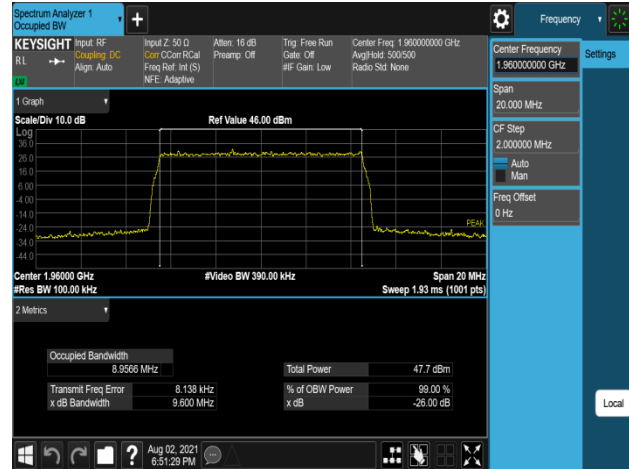 Spectrum Analyzer 1
Occupied BW
Frequency
KEYSIGHT
R L
LW
Input: RF
Coupling: DC
Align: Auto
Input Z: 50 Ω
Corr CCorr RCal
Freq Ref: Int (S)
NFE: Adaptive
Atten: 16 dB
Preamp: Off
Trig: Free Run
Gate: Off
#IF Gain: Low
Center Freq: 1.960000000 GHz
Avg|Hold: 500/500
Radio Std: None
1 Graph
Scale/Div 10.0 dB
Ref Value 46.00 dBm
Log
36.0
26.0
16.0
6.00
-4.00
-14.0
-24.0
-34.0
-44.0
PEAK
Center 1.96000 GHz
#Video BW 390.00 kHz
Span 20 MHz
#Res BW 100.00 kHz
Sweep 1.93 ms (1001 pts)
2 Metrics
Occupied Bandwidth
8.9566 MHz
Total Power 47.7 dBm
Transmit Freq Error 8.138 kHz
% of OBW Power 99.00 %
x dB Bandwidth 9.600 MHz
x dB -26.00 dB
Aug 02, 2021
6:51:29 PM
Center Frequency
1.960000000 GHz
Settings
Span
20.000 MHz
CF Step
2.000000 MHz
Auto
Man
Freq Offset
0 Hz
Local